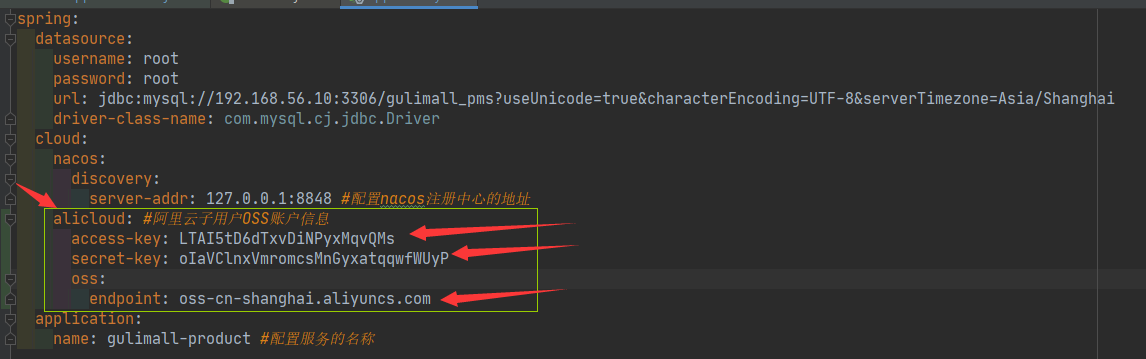 spring:
datasource:
username: root
password: root
url: jdbc:mysql://192.168.56.10:3306/gulimall_pms?useUnicode=true&characterEncoding=UTF-8&serverTimezone=Asia/Shanghai
driver-class-name: com.mysql.cj.jdbc.Driver
cloud:
nacos:
discovery:
server-addr: 127.0.0.1:8848 #配置nacos注册中心的地址
alicloud: #阿里云子用户OSS账户信息
access-key: LTAI5tD6dTxvDiNPyxMqvQMs
secret-key: oIaVClnxVmromcsMnGyxatqqwfWUyP
oss:
endpoint: oss-cn-shanghai.aliyuncs.com
application:
name: gulimall-product #配置服务的名称